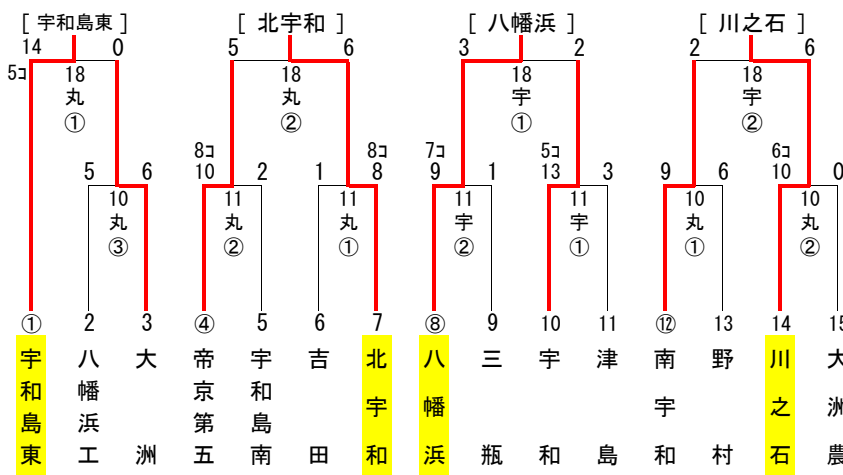 [ 宇和島東 ] [ 北宇和 ] [ 八幡浜 ] [ 川之石 ]
14 0 5 6 3 2 2 6
5コ
18 18 18 18
丸 丸 宇 宇
① ② ① ②
8コ 8コ 7コ 5コ 6コ
5 6 10 2 1 8 9 1 13 3 9 6 10 0
10 11 11 11 11 10 10
丸 丸 丸 宇 宇 丸 丸
③ ② ① ② ① ① ②
① 2 3 ④ 5 6 7 ⑧ 9 10 11 ⑫ 13 14 15
宇和島東
八幡浜工
大洲
帝京第五
宇和島南
吉田
北宇和
八幡浜
三瓶
宇和
津島
南宇和
野村
川之石
大洲農